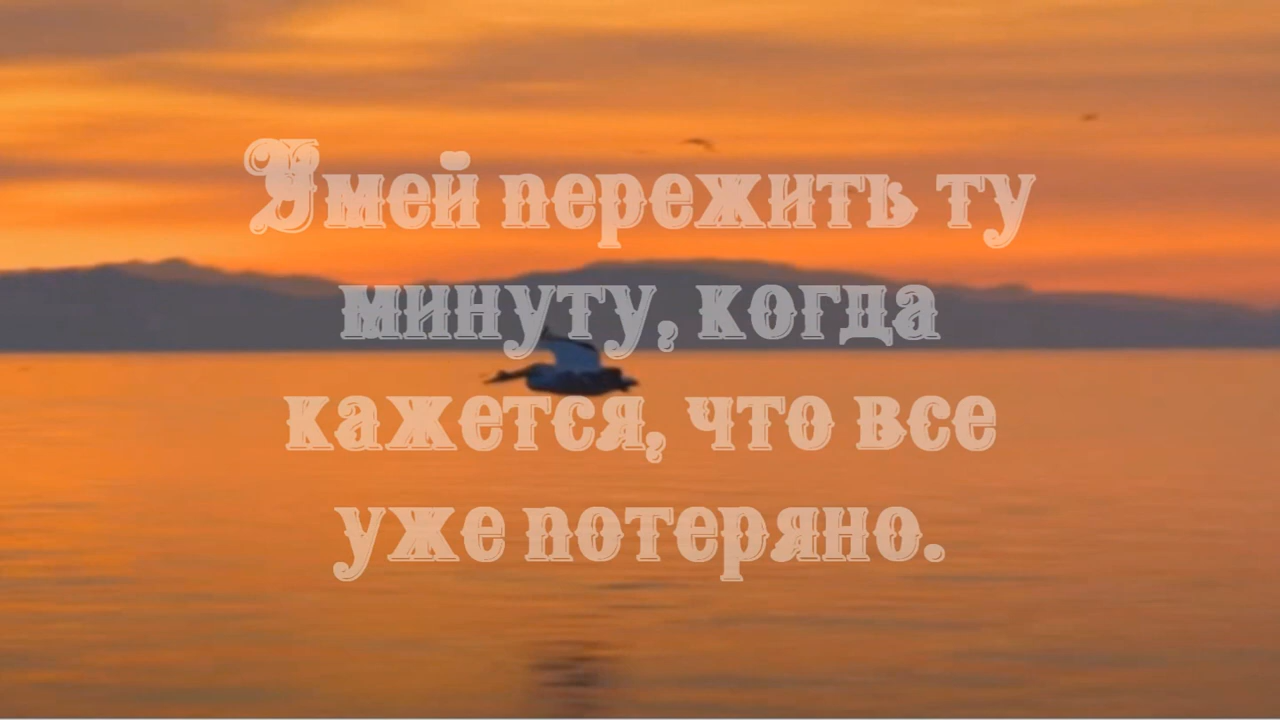 Умей пережить ту
минуту, когда
кажется, что все
уже потеряно.